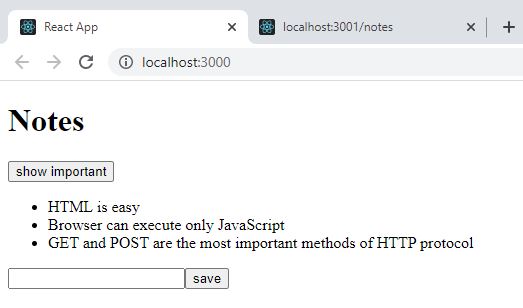 React App
localhost:3001/notes
localhost:3000
Notes
show important
HTML is easy
Browser can execute only JavaScript
GET and POST are the most important methods of HTTP protocol
save